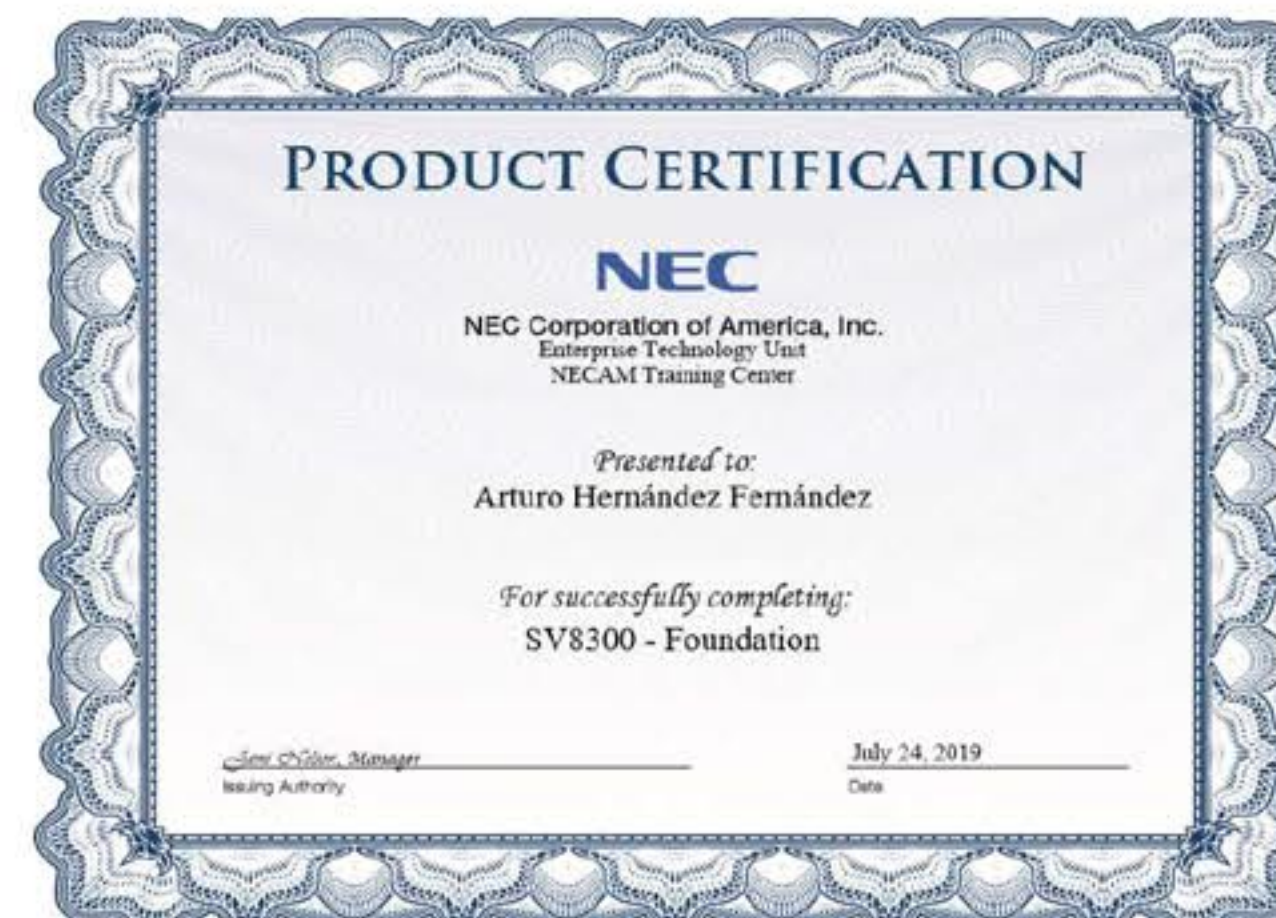 PRODUCT CERTIFICATION
NEC
NEC Corporation of America, Inc.
Enterprise Technology Unit
NECAM Training Center
Presented to:
Arturo Hernández Fernández
For successfully completing:
SV8300 - Foundation
Manager
July 24, 2019
Issuing Authority
Date